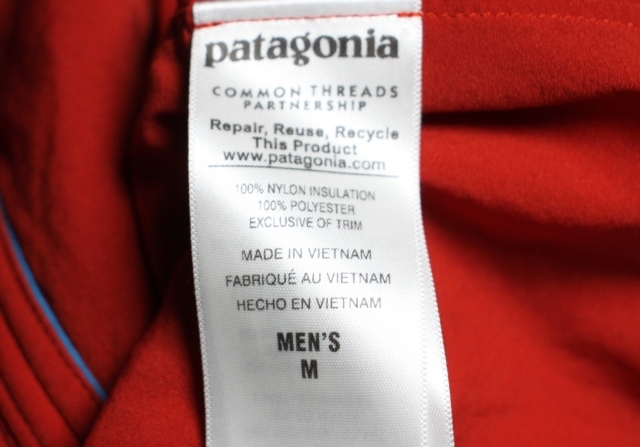 patagonia
COMMON THREADS
PARTNERSHIP
Repair, Reuse, Recycle
This Product
www.patagonia.com
100% NYLON INSULATION
100% POLYESTER
EXCLUSIVE OF TRIM
MADE IN VIETNAM
FABRIQUÉ AU VIETNAM
HECHO EN VIETNAM
MEN'S
M